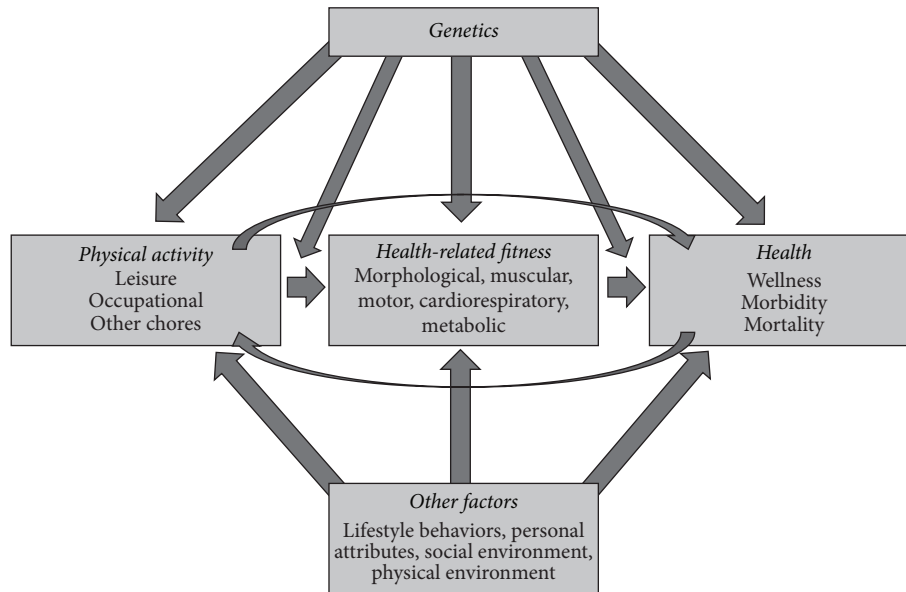 Genetics
Physical activity
Leisure
Occupational
Other chores
Health-related fitness
Morphological, muscular,
motor, cardiorespiratory,
metabolic
Health
Wellness
Morbidity
Mortality
Other factors
Lifestyle behaviors, personal
attributes, social environment,
physical environment